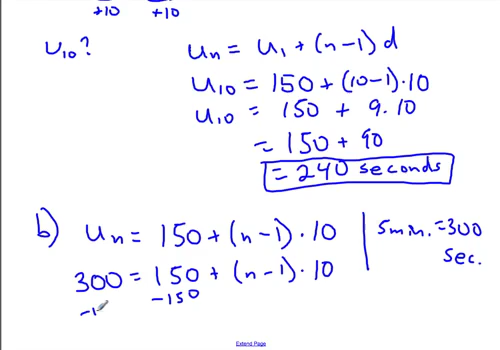 +10 +10
U₁₀?
Un = U₁ + (n-1) d
U₁₀ = 150 + (10-1)·10
U₁₀ = 150 + 9·10
= 150 + 90
= 240 seconds
b) Un = 150 + (n-1)·10
5 min. = 300 sec.
300 = 150 + (n-1)·10
-150
Extend Page